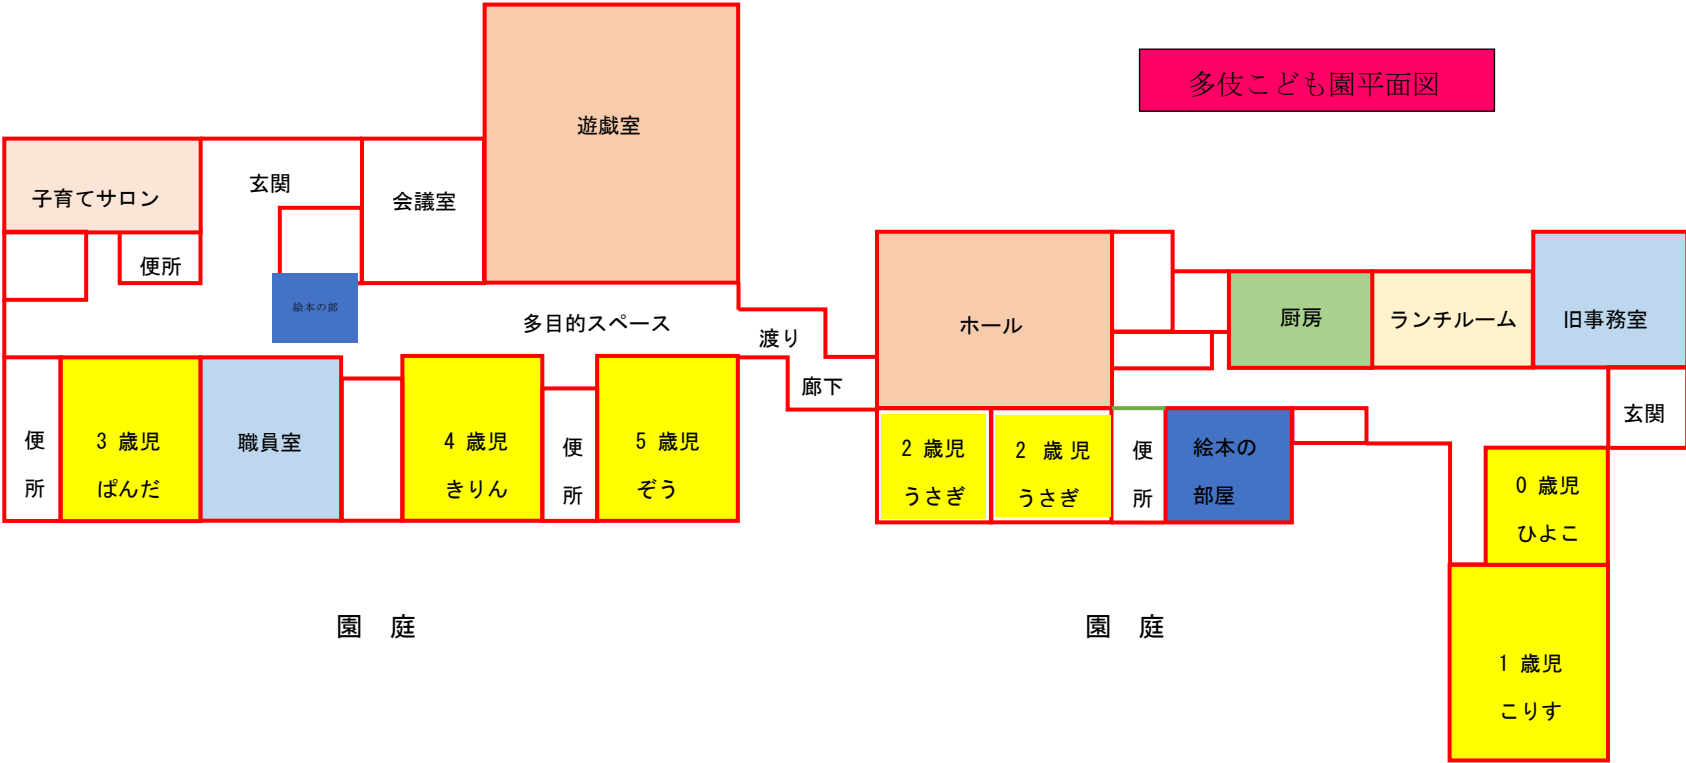 多伎こども園平面図
遊戯室
子育てサロン
玄関
会議室
便所
絵本の部
多目的スペース
渡り
廊下
ホール
厨房
ランチルーム
旧事務室
玄関
便
所
3 歳児
ぱんだ
職員室
4 歳児
きりん
便
所
5 歳児
ぞう
2 歳児
うさぎ
2 歳児
うさぎ
便
所
絵本の
部屋
0 歳児
ひよこ
1 歳児
こりす
園 庭
園 庭